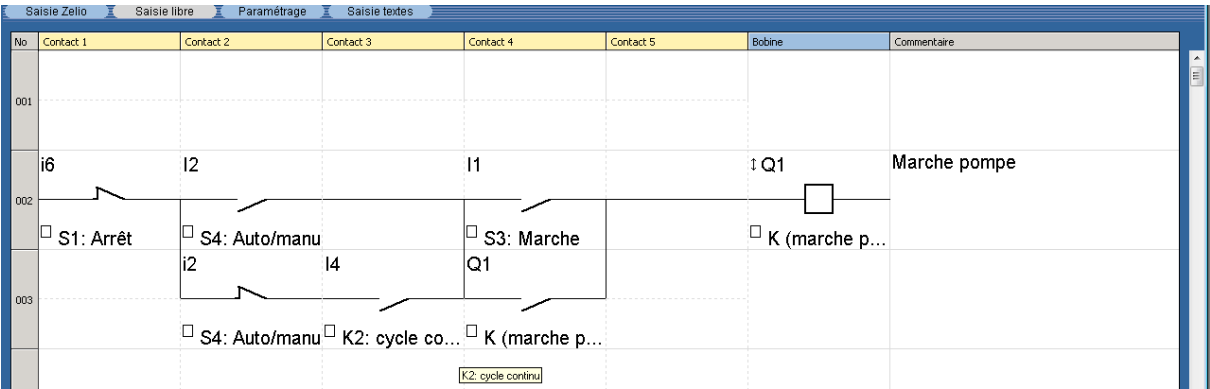 Saisie Zelio Saisie libre Paramétrage Saisie textes
No Contact 1 Contact 2 Contact 3 Contact 4 Contact 5 Bobine Commentaire
001
i6 I2 I1 Q1 Marche pompe
002
S1: Arrêt S4: Auto/manu S3: Marche K (marche p...
i2 I4 Q1
003
S4: Auto/manu K2: cycle co... K (marche p...
K2: cycle continu